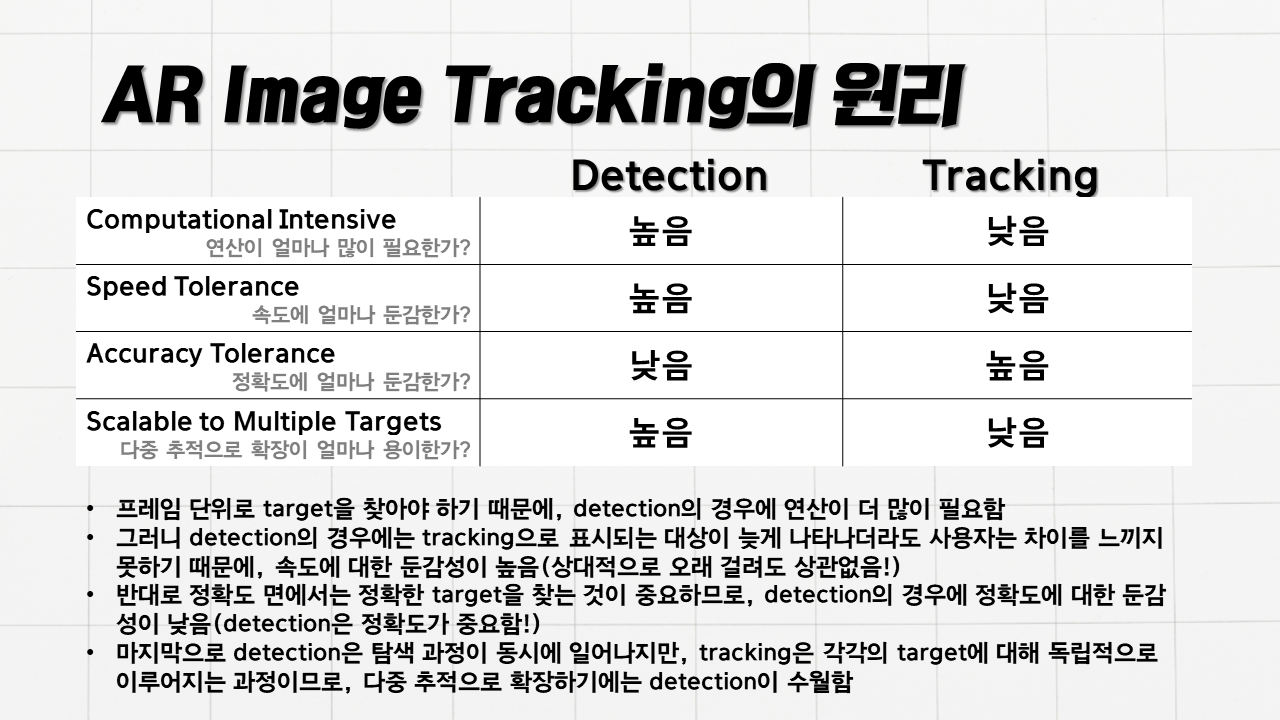 AR Image Tracking의 원리
Detection Tracking
Computational Intensive
연산이 얼마나 많이 필요한가?
높음 낮음
Speed Tolerance
속도에 얼마나 둔감한가?
높음 낮음
Accuracy Tolerance
정확도에 얼마나 둔감한가?
낮음 높음
Scalable to Multiple Targets
다중 추적으로 확장이 얼마나 용이한가?
높음 낮음
• 프레임 단위로 target을 찾아야 하기 때문에, detection의 경우에 연산이 더 많이 필요함
• 그러니 detection의 경우에는 tracking으로 표시되는 대상이 늦게 나타나더라도 사용자는 차이를 느끼지
못하기 때문에, 속도에 대한 둔감성이 높음(상대적으로 오래 걸려도 상관없음!)
• 반대로 정확도 면에서는 정확한 target을 찾는 것이 중요하므로, detection의 경우에 정확도에 대한 둔감
성이 낮음(detection은 정확도가 중요함!)
• 마지막으로 detection은 탐색 과정이 동시에 일어나지만, tracking은 각각의 target에 대해 독립적으로
이루어지는 과정이므로, 다중 추적으로 확장하기에는 detection이 수월함